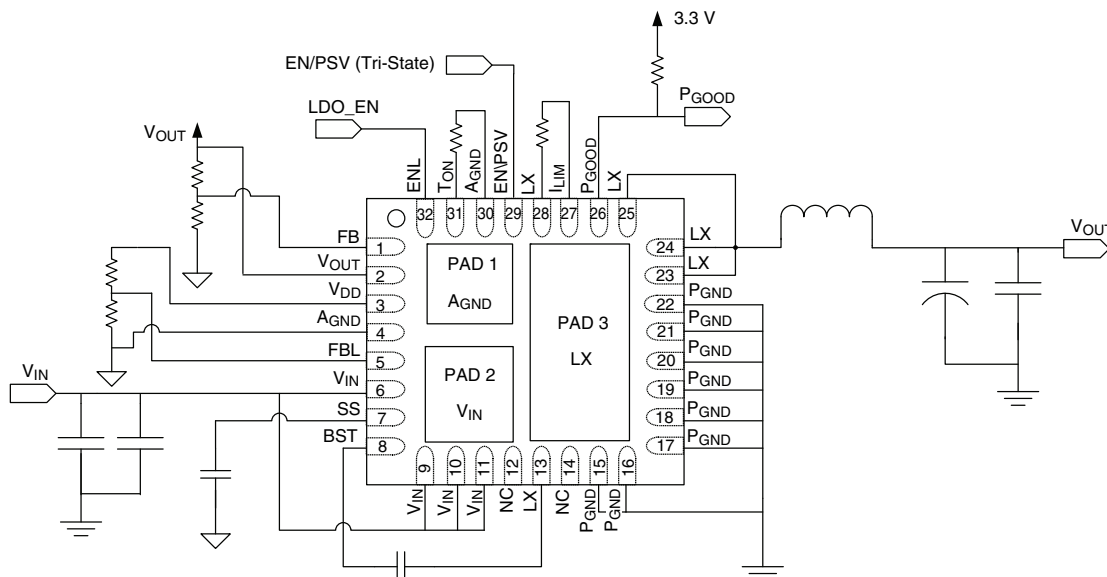 3.3 V
EN/PSV (Tri-State)
PGOOD
LDO_EN
VOUT
ENL
TON
AGND
EN\PSV
LX
ILIM
PGOOD
LX
32
31
30
29
28
27
26
25
FB
1
VOUT
2
VDD
3
AGND
4
FBL
5
VIN
VIN
6
SS
7
BST
8
PAD 1
AGND
PAD 2
VIN
PAD 3
LX
24
LX
23
LX
22
PGND
21
PGND
20
PGND
19
PGND
18
PGND
17
PGND
VOUT
9
10
11
12
13
14
15
16
VIN
VIN
VIN
NC
LX
NC
PGND
PGND